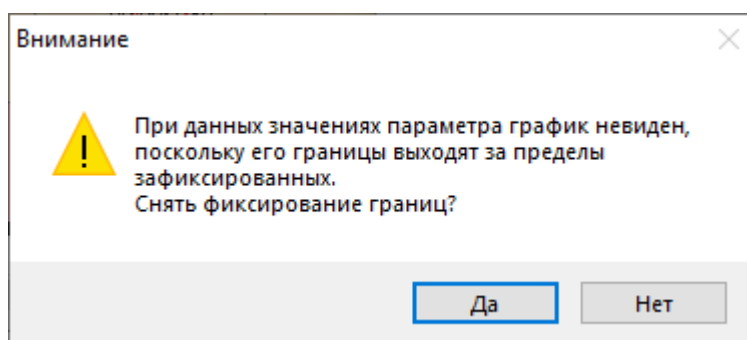 Внимание
При данных значениях параметра график невиден,
поскольку его границы выходят за пределы
зафиксированных.
Снять фиксирование границ?
Да
Нет